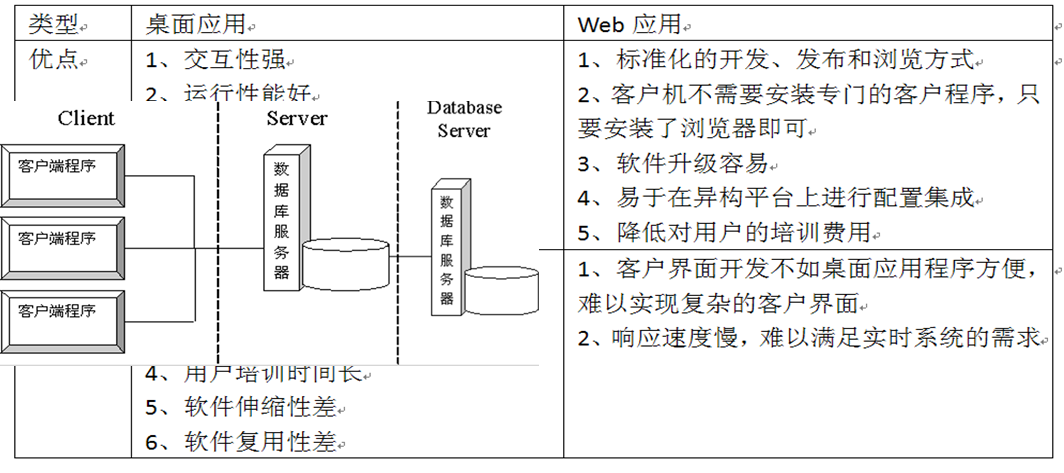 类型 桌面应用 Web 应用
优点
1、交互性强
2、运行性能好
1、标准化的开发、发布和浏览方式
2、客户机不需要安装专门的客户程序，只
要安装了浏览器即可
3、软件升级容易
4、易于在异构平台上进行配置集成
5、降低对用户的培训费用
Client
Server
Database
Server
客户端程序
客户端程序
客户端程序
数据库服务器
数据库服务器
4、用户培训时间长
5、软件伸缩性差
6、软件复用性差
1、客户界面开发不如桌面应用程序方便，
难以实现复杂的客户界面
2、响应速度慢，难以满足实时系统的需求